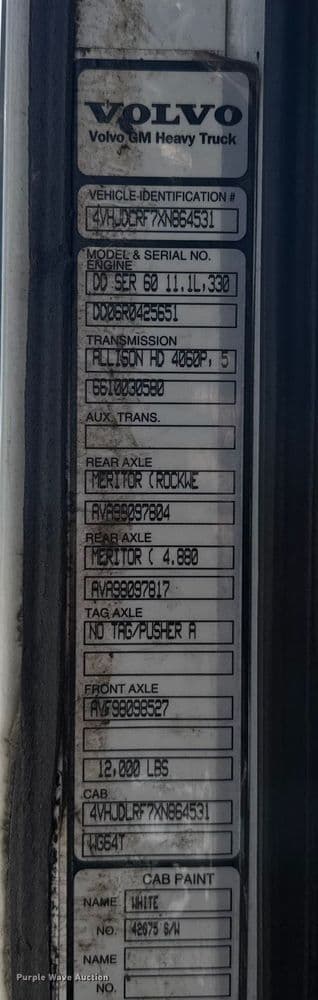 VOLVO
Volvo GM Heavy Truck
VEHICLE IDENTIFICATION #
4VHJDLRF7XN864531
MODEL & SERIAL NO.
ENGINE
DD SER 60 11.1L,330
DD06R0425651
TRANSMISSION
ALLISON HD 4060P, 5
6610030580
AUX. TRANS.
REAR AXLE
MERITOR (ROCKWE
AVA98097804
REAR AXLE
MERITOR ( 4.880
AVA98097817
TAG AXLE
NO TAG/PUSHER A
FRONT AXLE
AVF98098527
12,000 LBS
CAB
4VHJDLRF7XN864531
WG64T
CAB PAINT
NAME WHITE
NO. 42675 S/W
NAME
NO.
Purple Wave Auction